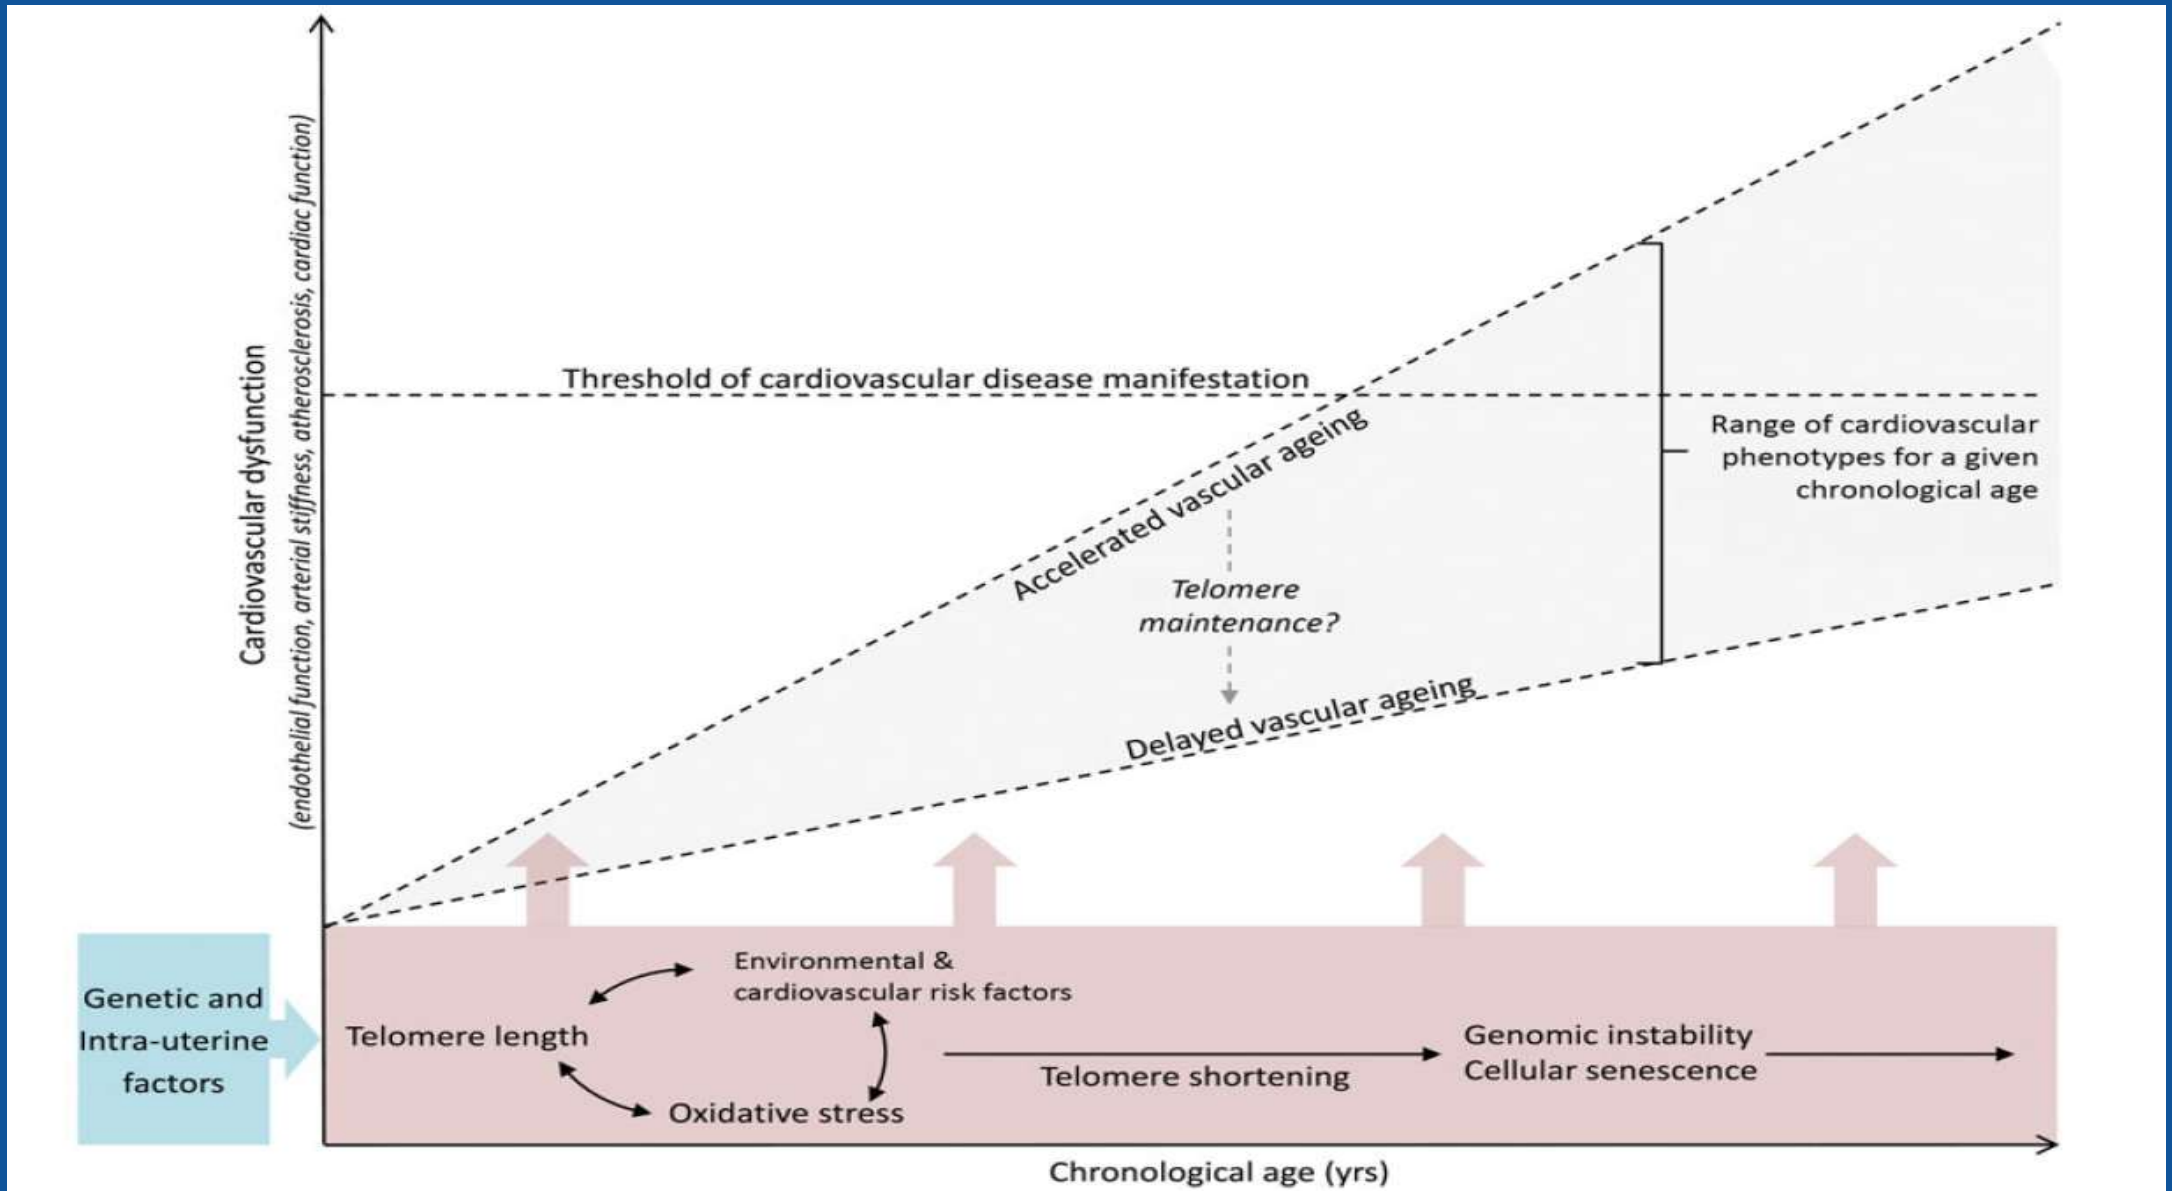 Cardiovascular dysfunction
(endothelial function, arterial stiffness, atherosclerosis, cardiac function)
Threshold of cardiovascular disease manifestation
Accelerated vascular ageing
Range of cardiovascular
phenotypes for a given
chronological age
Telomere
maintenance?
Delayed vascular ageing
Genetic and
Intra-uterine
factors
Telomere length
Environmental &
cardiovascular risk factors
Oxidative stress
Telomere shortening
Genomic instability
Cellular senescence
Chronological age (yrs)